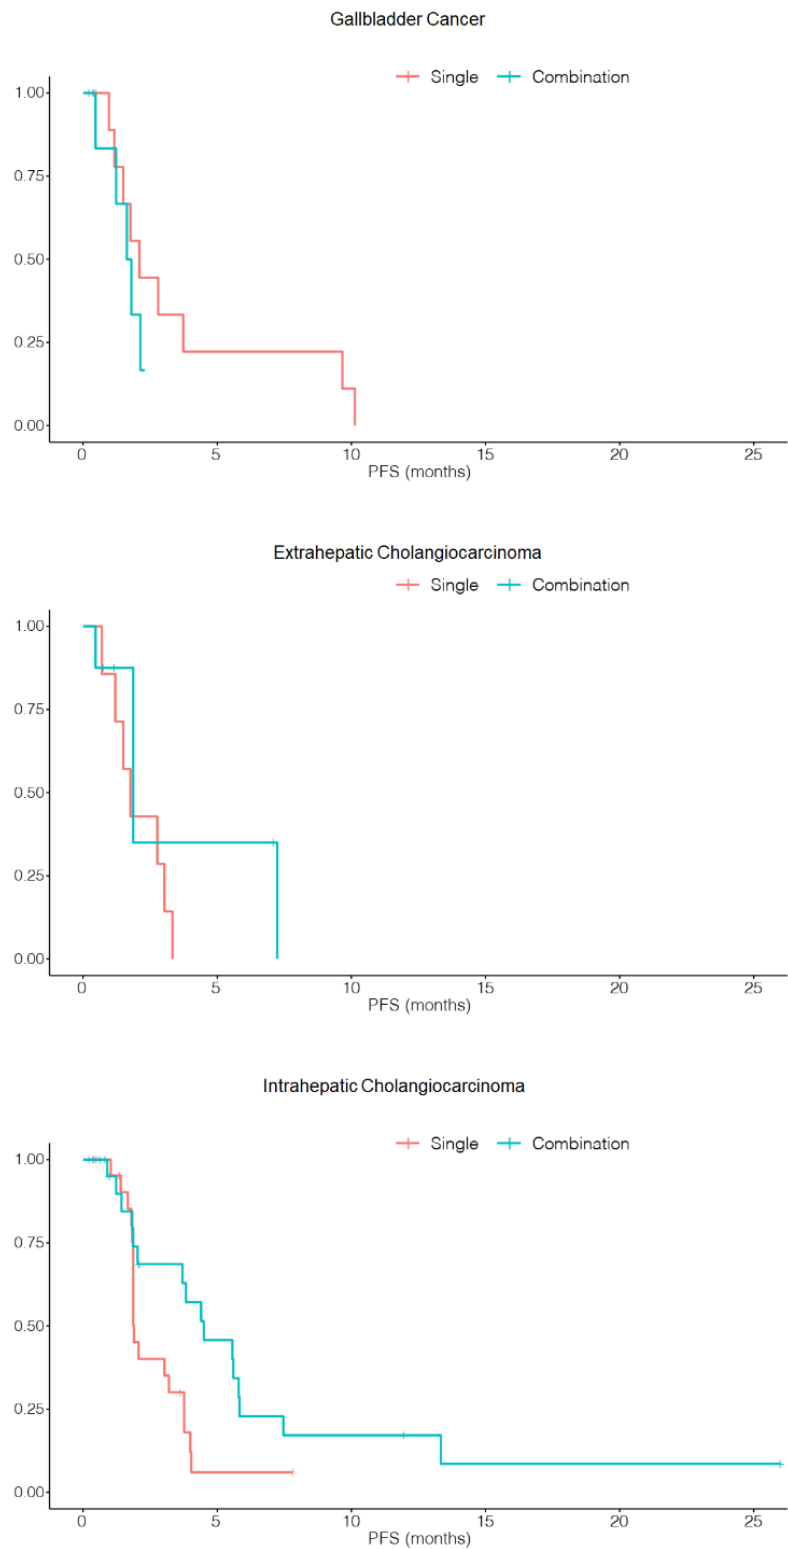 Gallbladder Cancer
Single Combination
1.00
0.75
0.50
0.25
0.00
0 5 10 15 20 25
PFS (months)
Extrahepatic Cholangiocarcinoma
Single Combination
1.00
0.75
0.50
0.25
0.00
0 5 10 15 20 25
PFS (months)
Intrahepatic Cholangiocarcinoma
Single Combination
1.00
0.75
0.50
0.25
0.00
0 5 10 15 20 25
PFS (months)